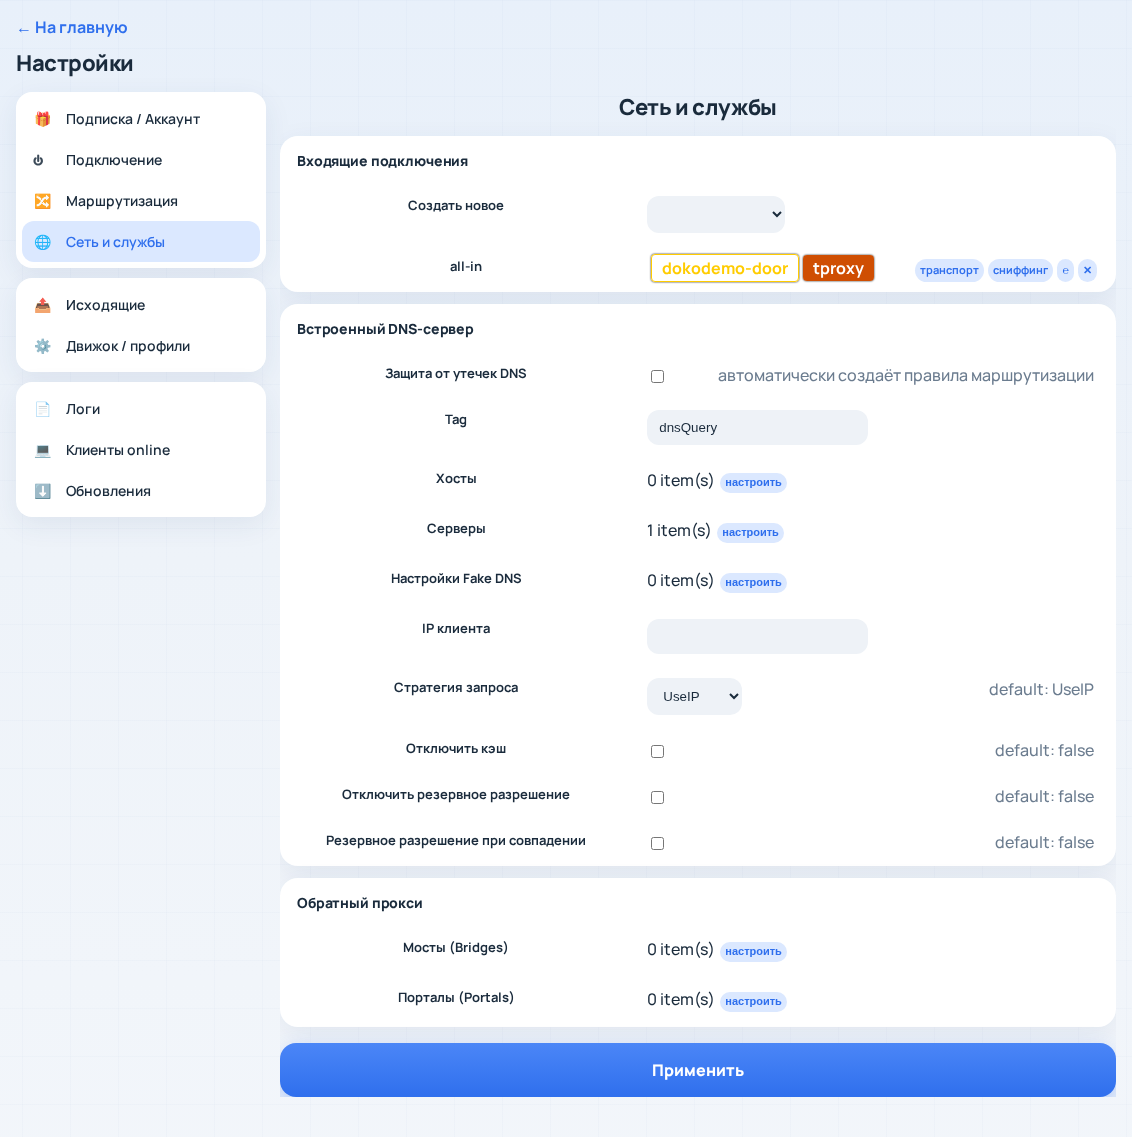 ← На главную
Настройки
Подписка / Аккаунт
Подключение
Маршрутизация
Сеть и службы
Исходящие
Движок / профили
Логи
Клиенты online
Обновления
Сеть и службы
Входящие подключения
Создать новое
all-in dokodemo-door tproxy транспорт сниффинг e ×
Встроенный DNS-сервер
Защита от утечек DNS автоматически создаёт правила маршрутизации
Tag dnsQuery
Хосты 0 item(s) настроить
Серверы 1 item(s) настроить
Настройки Fake DNS 0 item(s) настроить
IP клиента
Стратегия запроса UseIP default: UseIP
Отключить кэш default: false
Отключить резервное разрешение default: false
Резервное разрешение при совпадении default: false
Обратный прокси
Мосты (Bridges) 0 item(s) настроить
Порталы (Portals) 0 item(s) настроить
Применить